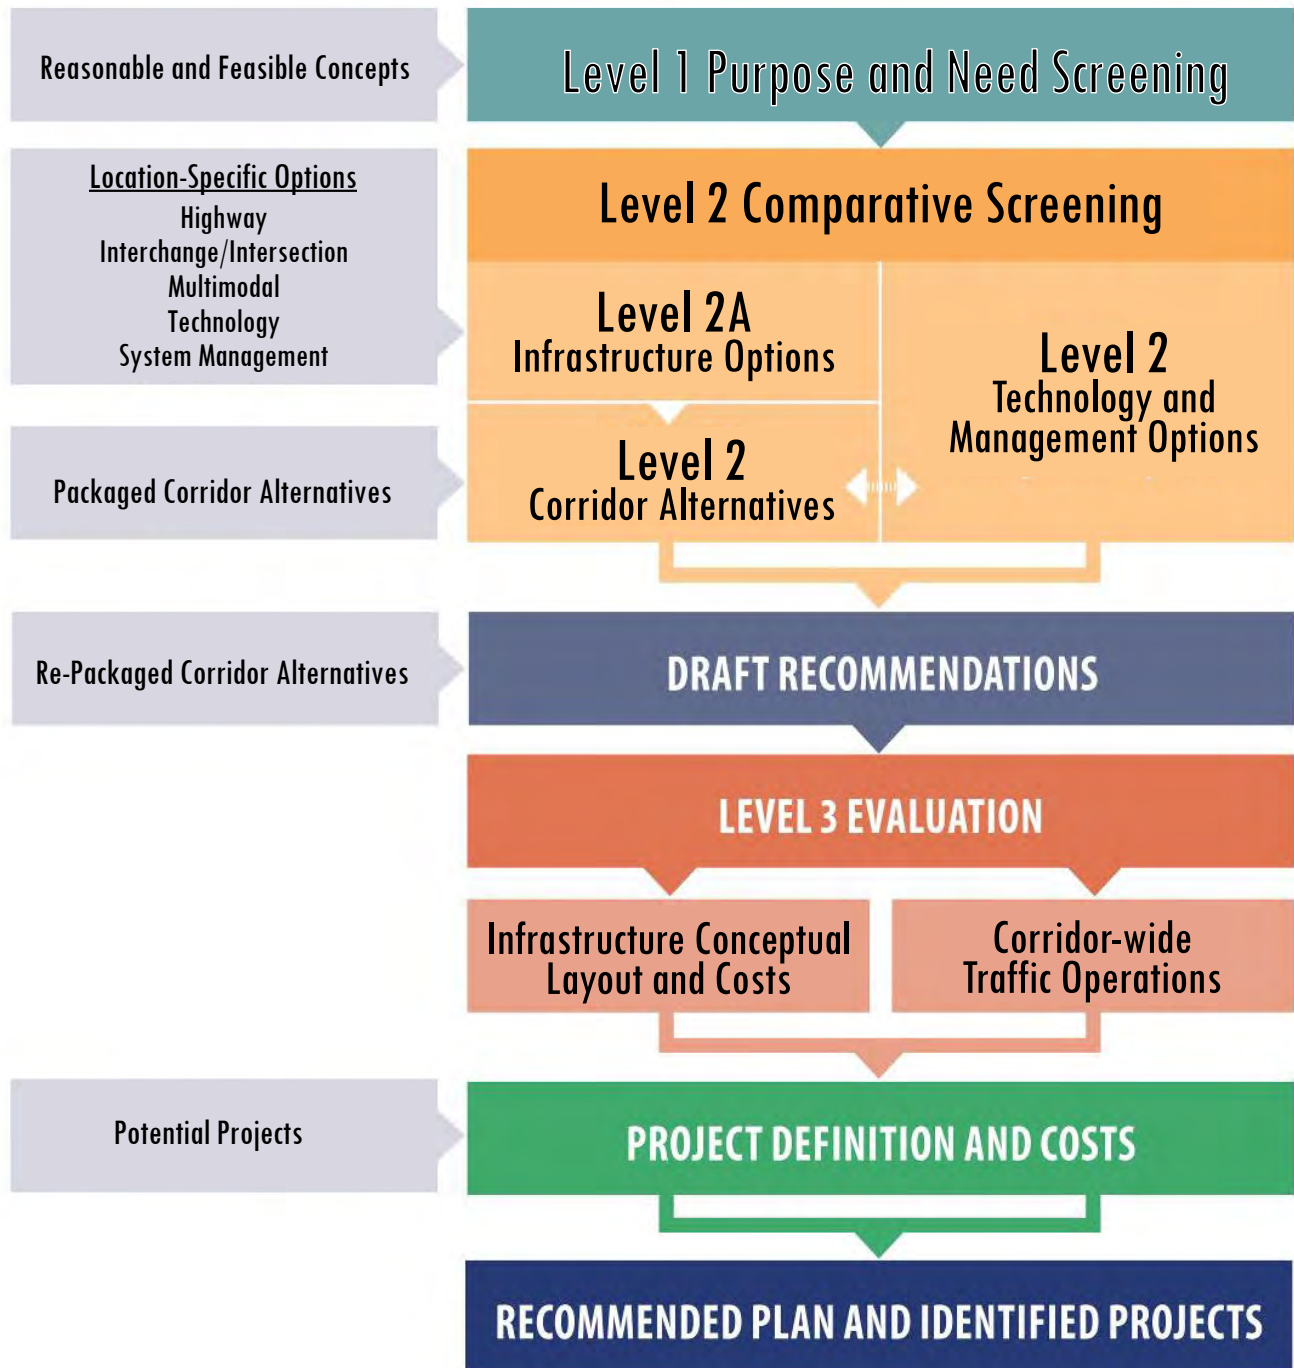 Reasonable and Feasible Concepts
Level 1 Purpose and Need Screening
Location-Specific Options
Highway
Interchange/Intersection
Multimodal
Technology
System Management
Level 2 Comparative Screening
Level 2A
Infrastructure Options
Level 2
Technology and
Management Options
Packaged Corridor Alternatives
Level 2
Corridor Alternatives
Re-Packaged Corridor Alternatives
DRAFT RECOMMENDATIONS
LEVEL 3 EVALUATION
Infrastructure Conceptual
Layout and Costs
Corridor-wide
Traffic Operations
Potential Projects
PROJECT DEFINITION AND COSTS
RECOMMENDED PLAN AND IDENTIFIED PROJECTS